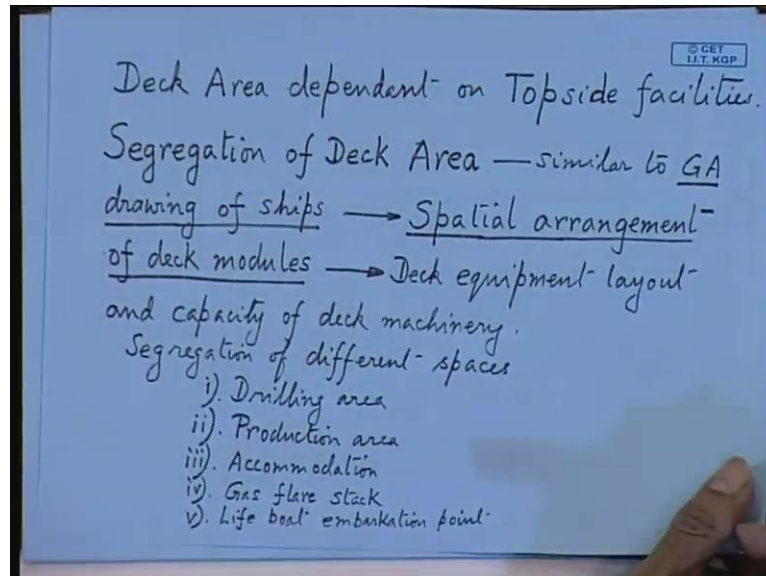 © CET
I.I.T. KGP
Deck Area dependent on Topside facilities.
Segregation of Deck Area — similar to GA
drawing of ships → Spatial arrangement
of deck modules → Deck equipment layout
and capacity of deck machinery.
Segregation of different spaces
i). Drilling area
ii). Production area
iii). Accommodation
iv). Gas flare stack
v). Life boat embarkation point